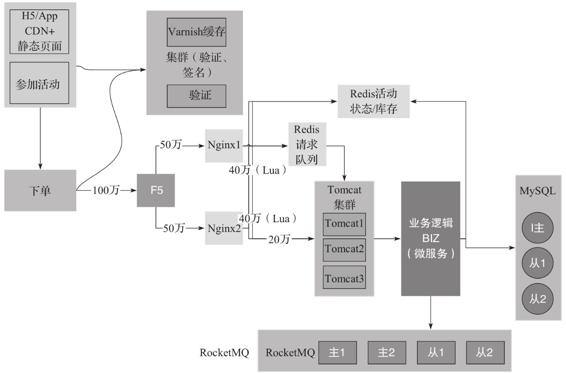 H5/App
CDN+
静态页面
参加活动
下单
Varnish缓存
集群（验证、
签名）
验证
100万
F5
50万
50万
Nginx1
Nginx2
40万（Lua）
40万（Lua）
20万
Redis
请求
队列
Redis活动
状态/库存
Tomcat
集群
Tomcat1
Tomcat2
Tomcat3
业务逻辑
BIZ
（微服务）
MySQL
I主
从1
从2
RocketMQ
RocketMQ
主1
主2
从1
从2